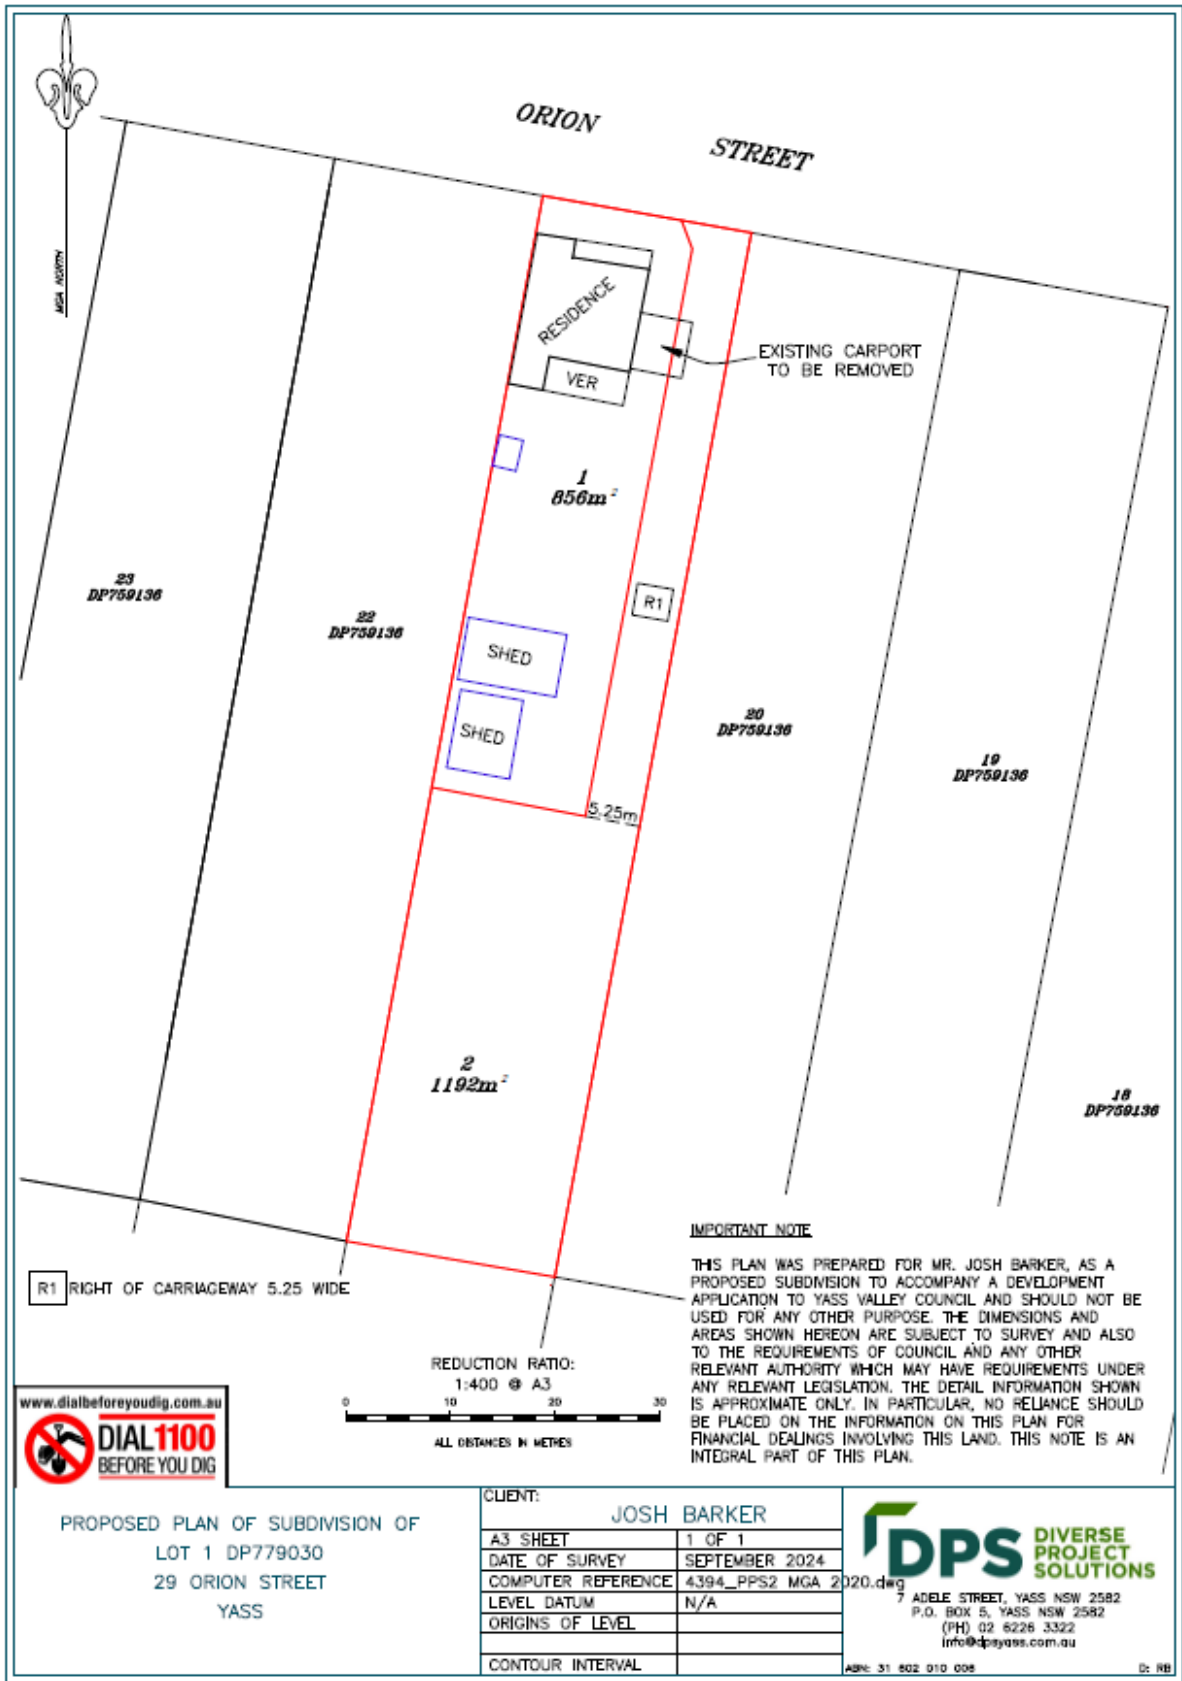 ORION STREET
MGA NORTH
RESIDENCE
VER
EXISTING CARPORT
TO BE REMOVED
1
856m²
R1
23
DP759136
22
DP759136
SHED
SHED
20
DP759136
19
DP759136
5.25m
2
1192m²
18
DP759136
R1 RIGHT OF CARRIAGEWAY 5.25 WIDE
REDUCTION RATIO:
1:400 @ A3
0 10 20 30
ALL DISTANCES IN METRES
IMPORTANT NOTE
THIS PLAN WAS PREPARED FOR MR. JOSH BARKER, AS A
PROPOSED SUBDIVISION TO ACCOMPANY A DEVELOPMENT
APPLICATION TO YASS VALLEY COUNCIL AND SHOULD NOT BE
USED FOR ANY OTHER PURPOSE. THE DIMENSIONS AND
AREAS SHOWN HEREON ARE SUBJECT TO SURVEY AND ALSO
TO THE REQUIREMENTS OF COUNCIL AND ANY OTHER
RELEVANT AUTHORITY WHICH MAY HAVE REQUIREMENTS UNDER
ANY RELEVANT LEGISLATION. THE DETAIL INFORMATION SHOWN
IS APPROXIMATE ONLY. IN PARTICULAR, NO RELIANCE SHOULD
BE PLACED ON THE INFORMATION ON THIS PLAN FOR
FINANCIAL DEALINGS INVOLVING THIS LAND. THIS NOTE IS AN
INTEGRAL PART OF THIS PLAN.
www.dialbeforeyoudig.com.au
DIAL1100
BEFORE YOU DIG
PROPOSED PLAN OF SUBDIVISION OF
LOT 1 DP779030
29 ORION STREET
YASS
CLIENT:
JOSH BARKER
A3 SHEET 1 OF 1
DATE OF SURVEY SEPTEMBER 2024
COMPUTER REFERENCE 4394_PPS2 MGA 2020.dwg
LEVEL DATUM N/A
ORIGINS OF LEVEL
CONTOUR INTERVAL
DPS DIVERSE
PROJECT
SOLUTIONS
7 ADELE STREET, YASS NSW 2582
P.O. BOX 5, YASS NSW 2582
(PH) 02 6226 3322
info@dpsyass.com.au
ABN: 31 602 010 008
D: RB